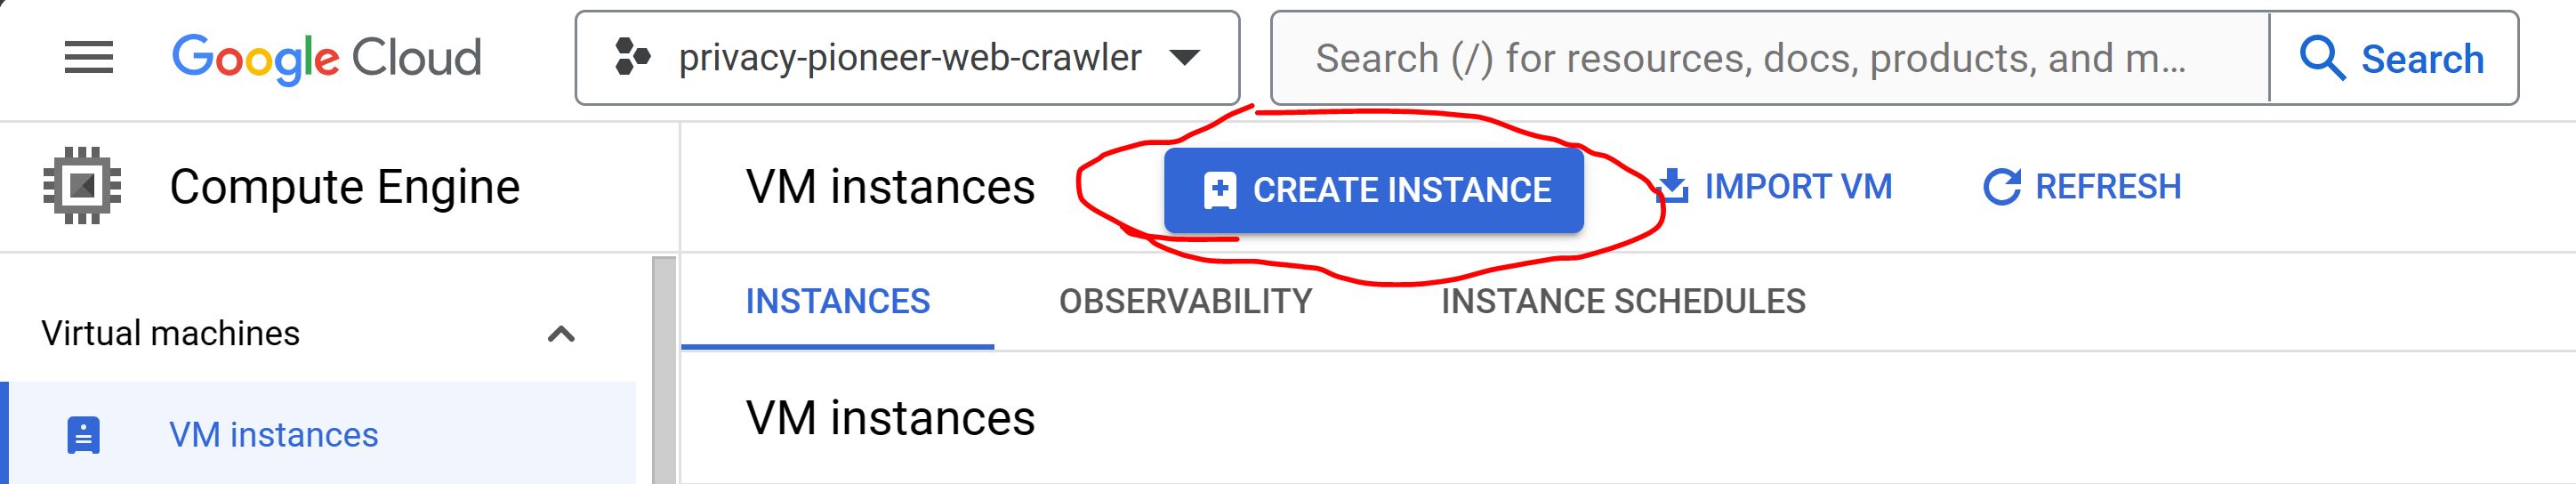 Google Cloud
privacy-pioneer-web-crawler
Search (/) for resources, docs, products, and m...
Search
Compute Engine
VM instances
CREATE INSTANCE
IMPORT VM
REFRESH
Virtual machines
VM instances
INSTANCES
OBSERVABILITY
INSTANCE SCHEDULES
VM instances